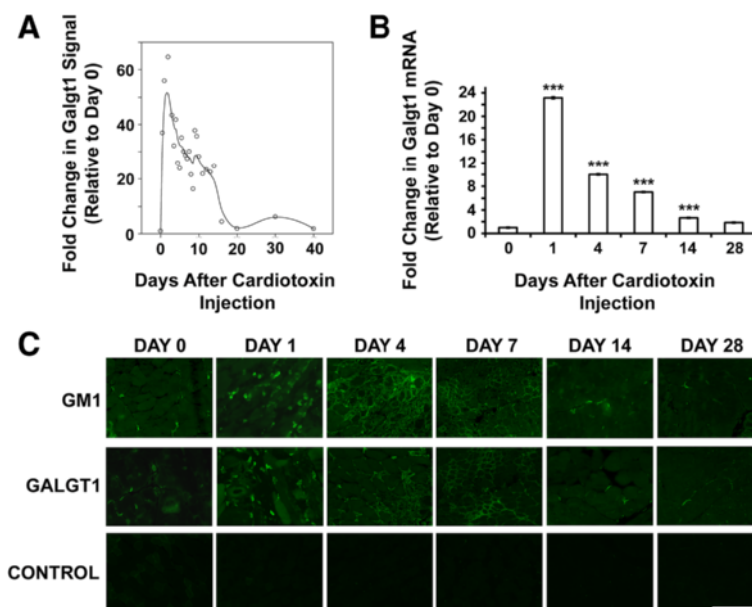 A
Fold Change in Galgt1 Signal
(Relative to Day 0)
60
40
20
0
0 10 20 30 40
Days After Cardiotoxin
Injection
B
Fold Change in Galgt1 mRNA
(Relative to Day 0)
24
20
16
12
8
4
0
***
***
***
***
0 1 4 7 14 28
Days After Cardiotoxin
Injection
C
DAY 0 DAY 1 DAY 4 DAY 7 DAY 14 DAY 28
GM1
GALGT1
CONTROL